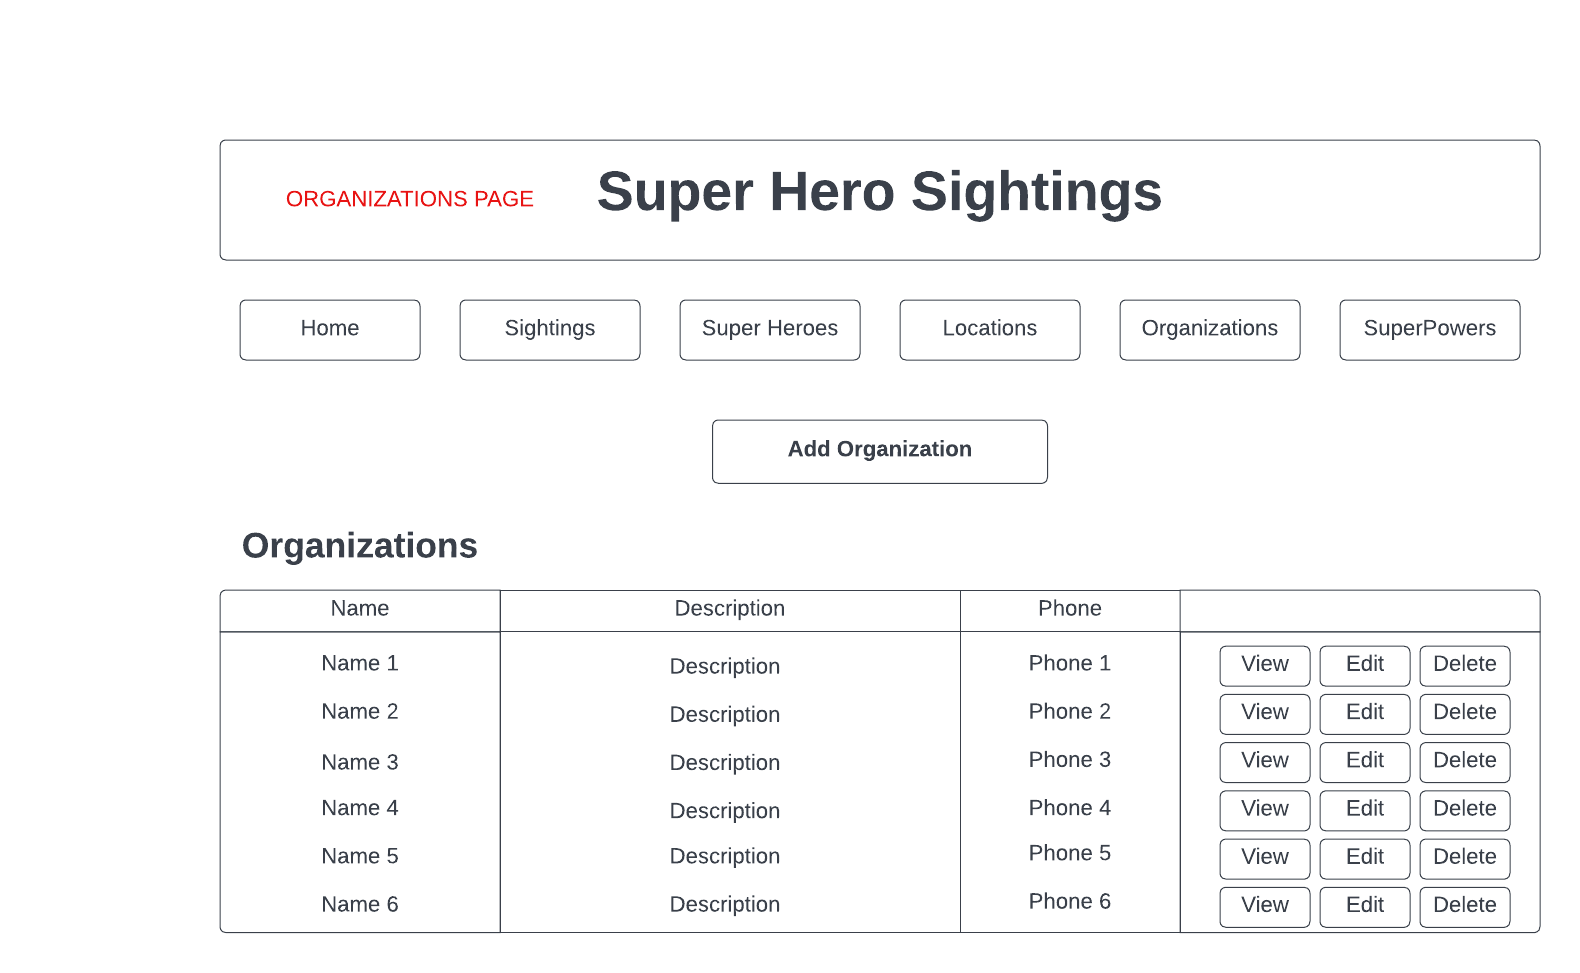 ORGANIZATIONS PAGE Super Hero Sightings
Home Sightings Super Heroes Locations Organizations SuperPowers
Add Organization
Organizations
Name Description Phone
Name 1 Description Phone 1 View Edit Delete
Name 2 Description Phone 2 View Edit Delete
Name 3 Description Phone 3 View Edit Delete
Name 4 Description Phone 4 View Edit Delete
Name 5 Description Phone 5 View Edit Delete
Name 6 Description Phone 6 View Edit Delete